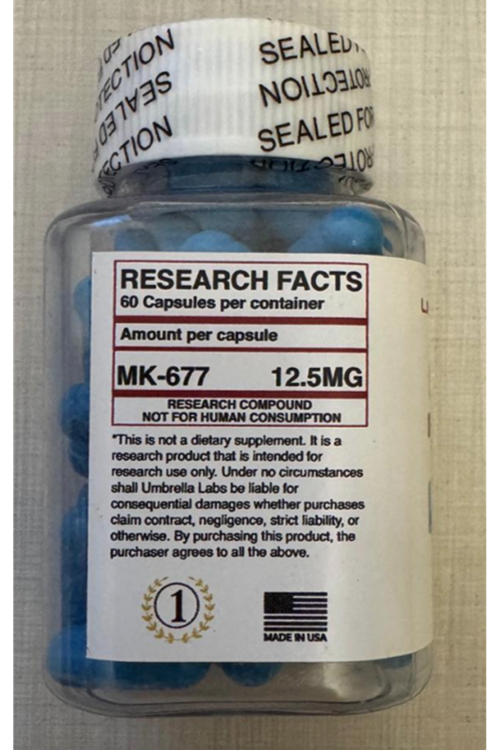 SEALED
PROTECTION
SEALED
PROTECTION
SEALED FOR
PROTECTION
RESEARCH FACTS
60 Capsules per container
Amount per capsule
MK-677 12.5MG
RESEARCH COMPOUND
NOT FOR HUMAN CONSUMPTION
*This is not a dietary supplement. It is a
research product that is intended for
research use only. Under no circumstances
shall Umbrella Labs be liable for
consequential damages whether purchases
claim contract, negligence, strict liability, or
otherwise. By purchasing this product, the
purchaser agrees to all the above.
1
MADE IN USA